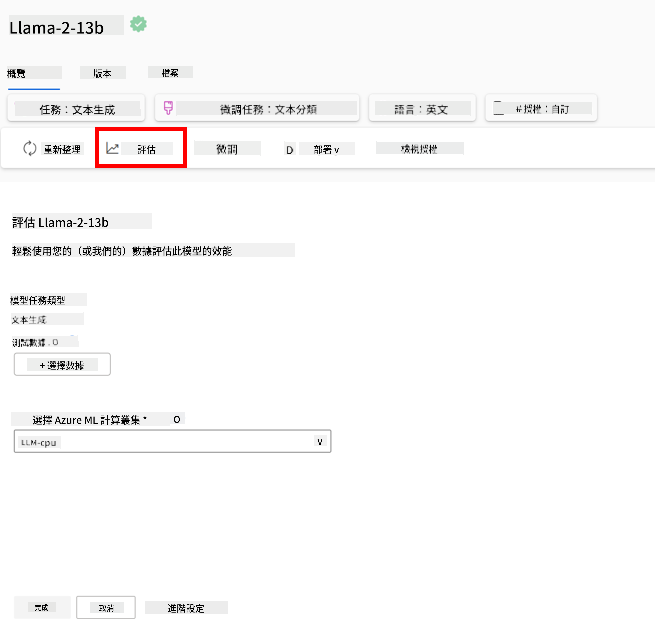 Llama-2-13b
概覽 版本 檔案
任務：文本生成 微調任務：文本分類 語言：英文 #授權：自訂
重新整理 評估 微調 D 部署 v 檢視授權
評估 Llama-2-13b
輕鬆使用您的（或我們的）數據評估此模型的效能
模型任務類型
文本生成
測試數據 . O
+ 選擇數據
選擇 Azure ML 計算叢集 * O
LLM-cpu v
完成 取消 進階設定